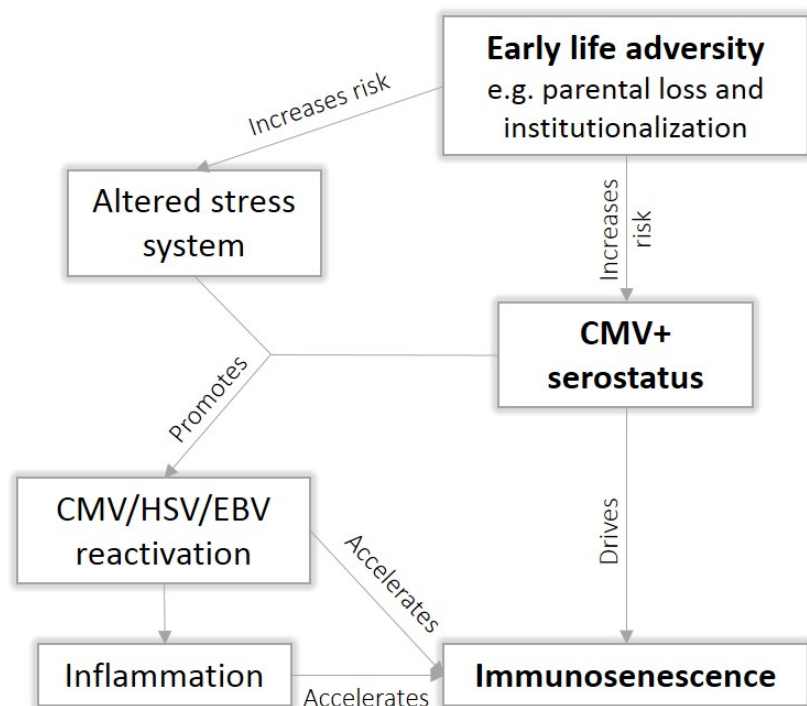 Early life adversity
e.g. parental loss and
institutionalization
Increases risk
Altered stress
system
Increases
risk
CMV+
serostatus
Promotes
CMV/HSV/EBV
reactivation
Accelerates
Drives
Inflammation
Accelerates
Immunosenescence